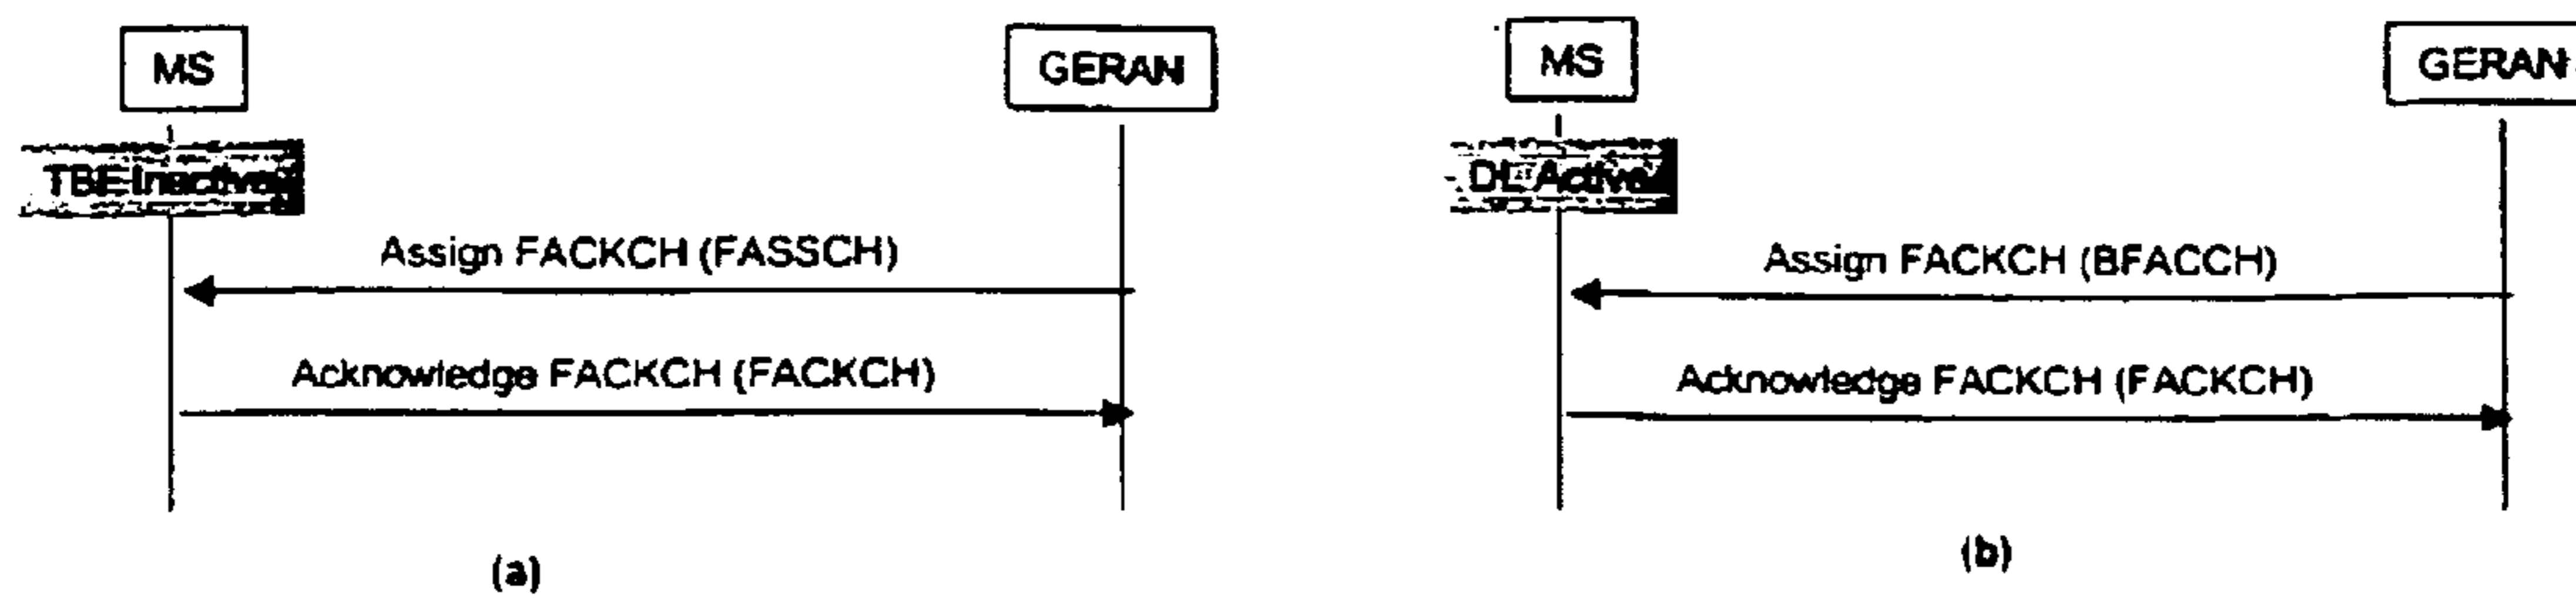 MS
GERAN
TBF Inactive
Assign FACKCH (FASSCH)
Acknowledge FACKCH (FACKCH)
(a)
MS
GERAN
DL Active
Assign FACKCH (BFACCH)
Acknowledge FACKCH (FACKCH)
(b)